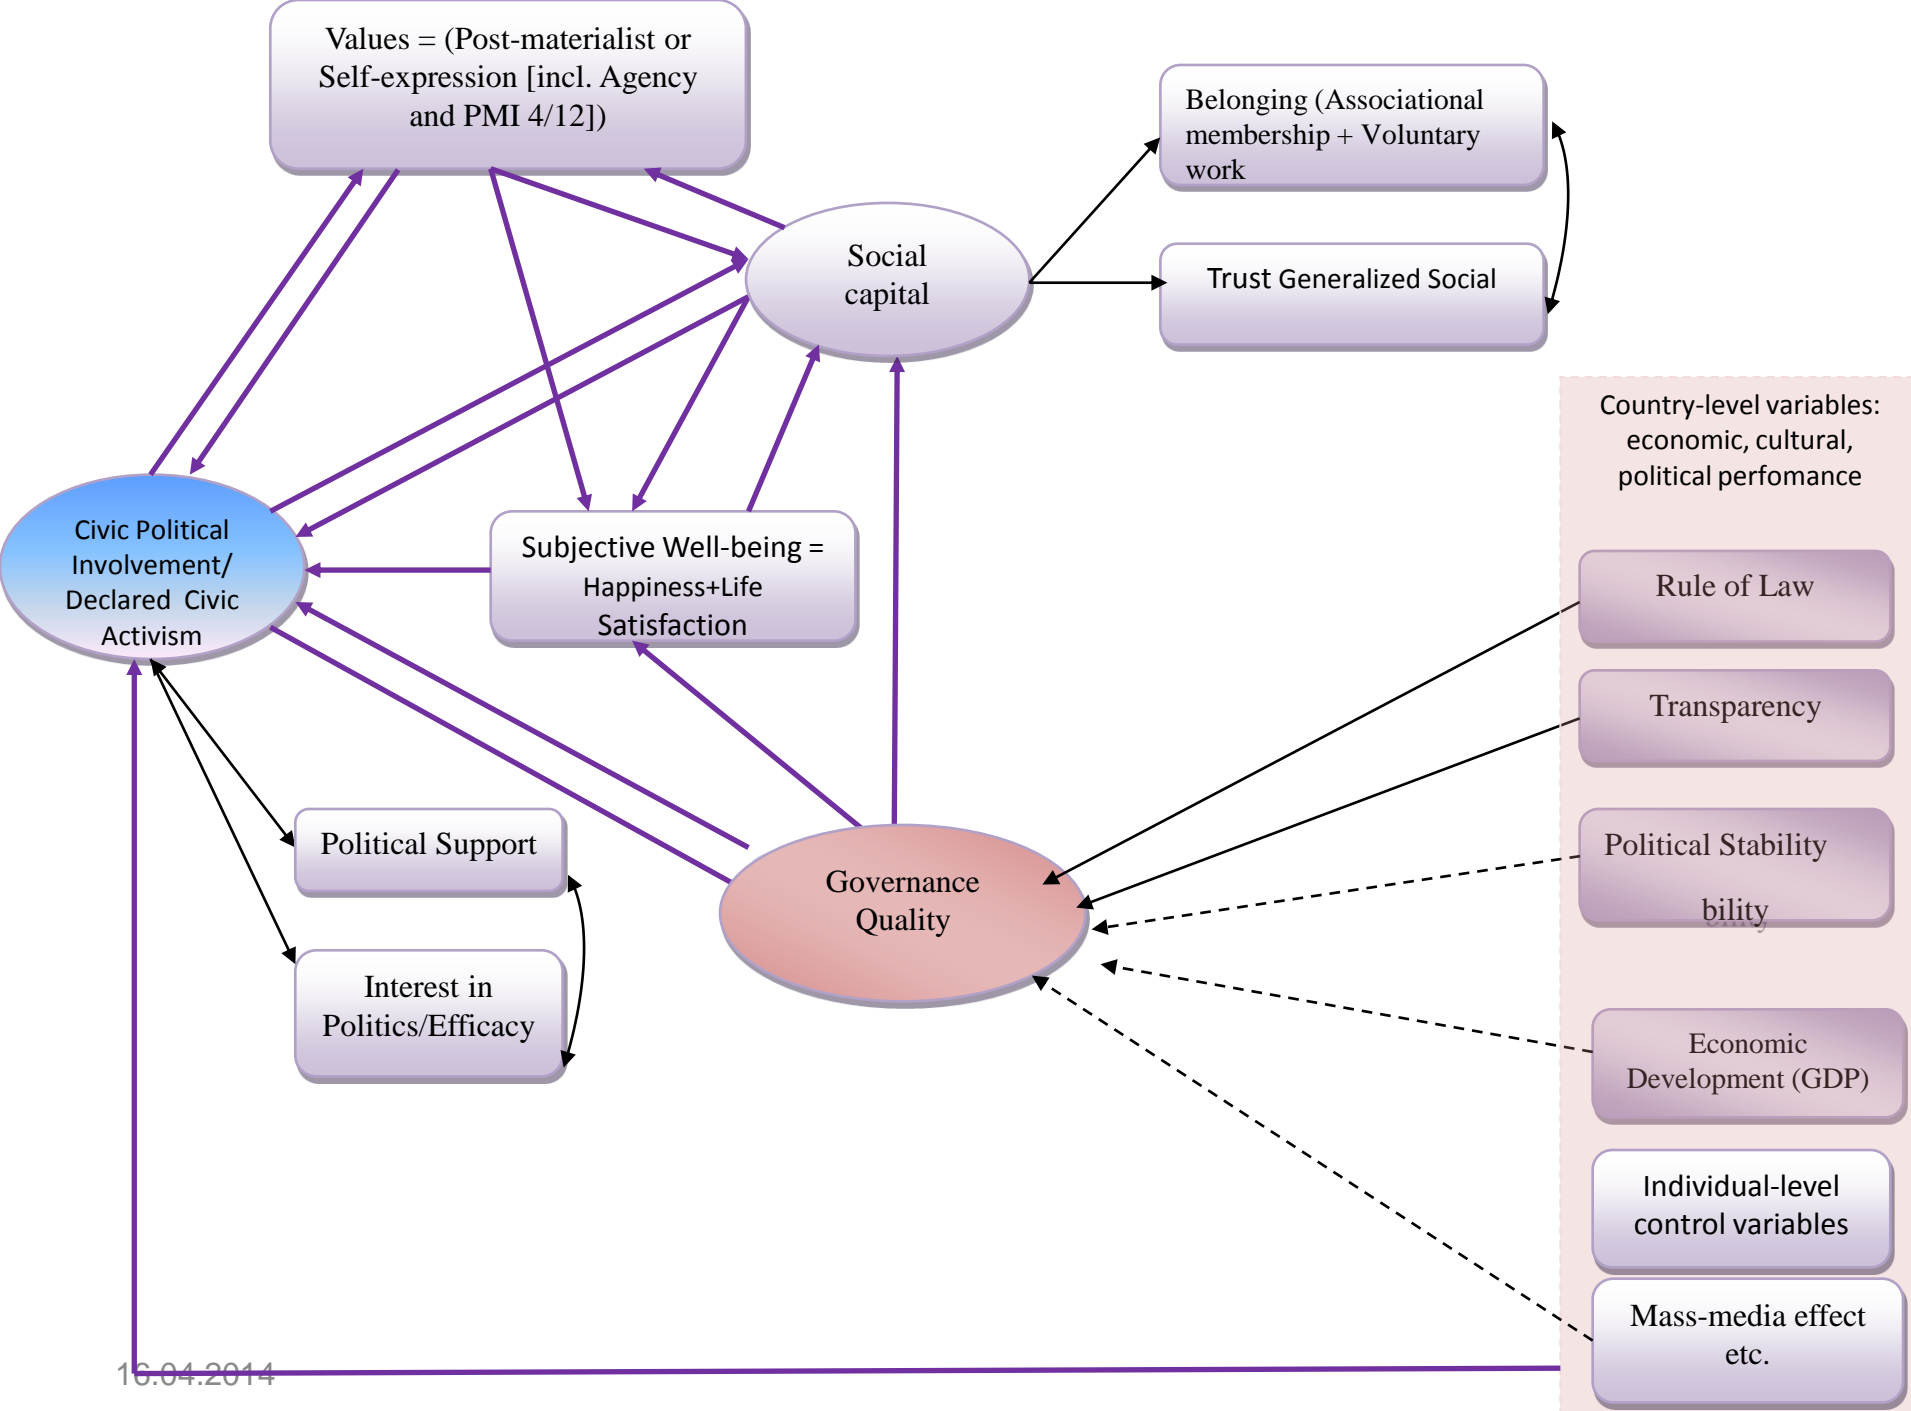 Values = (Post-materialist or
Self-expression [incl. Agency
and PMI 4/12])
Belonging (Associational
membership + Voluntary
work
Social
capital
Trust Generalized Social
Country-level variables:
economic, cultural,
political perfomance
Civic Political
Involvement/
Declared Civic
Activism
Subjective Well-being =
Happiness+Life
Satisfaction
Rule of Law
Transparency
Political Support
Governance
Quality
Political Stability
bility
Interest in
Politics/Efficacy
Economic
Development (GDP)
Individual-level
control variables
Mass-media effect
etc.
16.04.2014